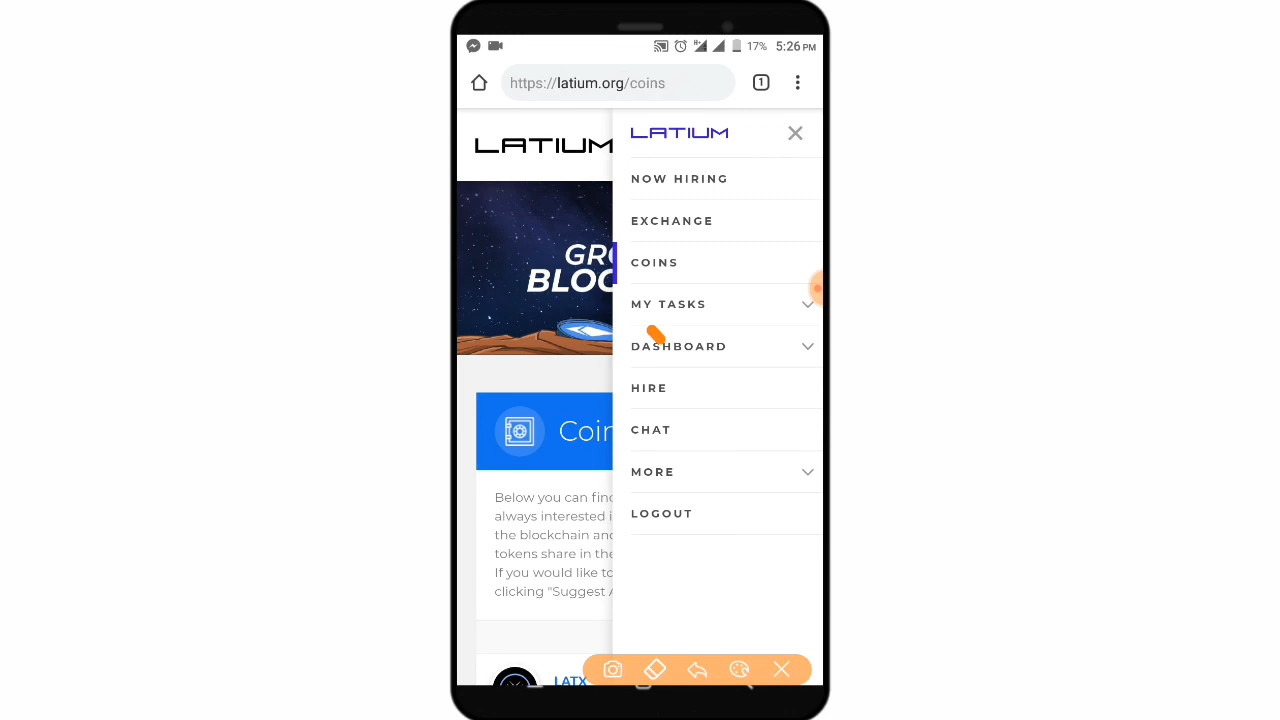 17% 5:26 PM
https://latium.org/coins
1
LATIUM
LATIUM
NOW HIRING
EXCHANGE
COINS
MY TASKS
DASHBOARD
HIRE
CHAT
MORE
LOGOUT
Below you can find
always interested
the blockchain and
tokens share in the
If you would like to
clicking "Suggest
LATX